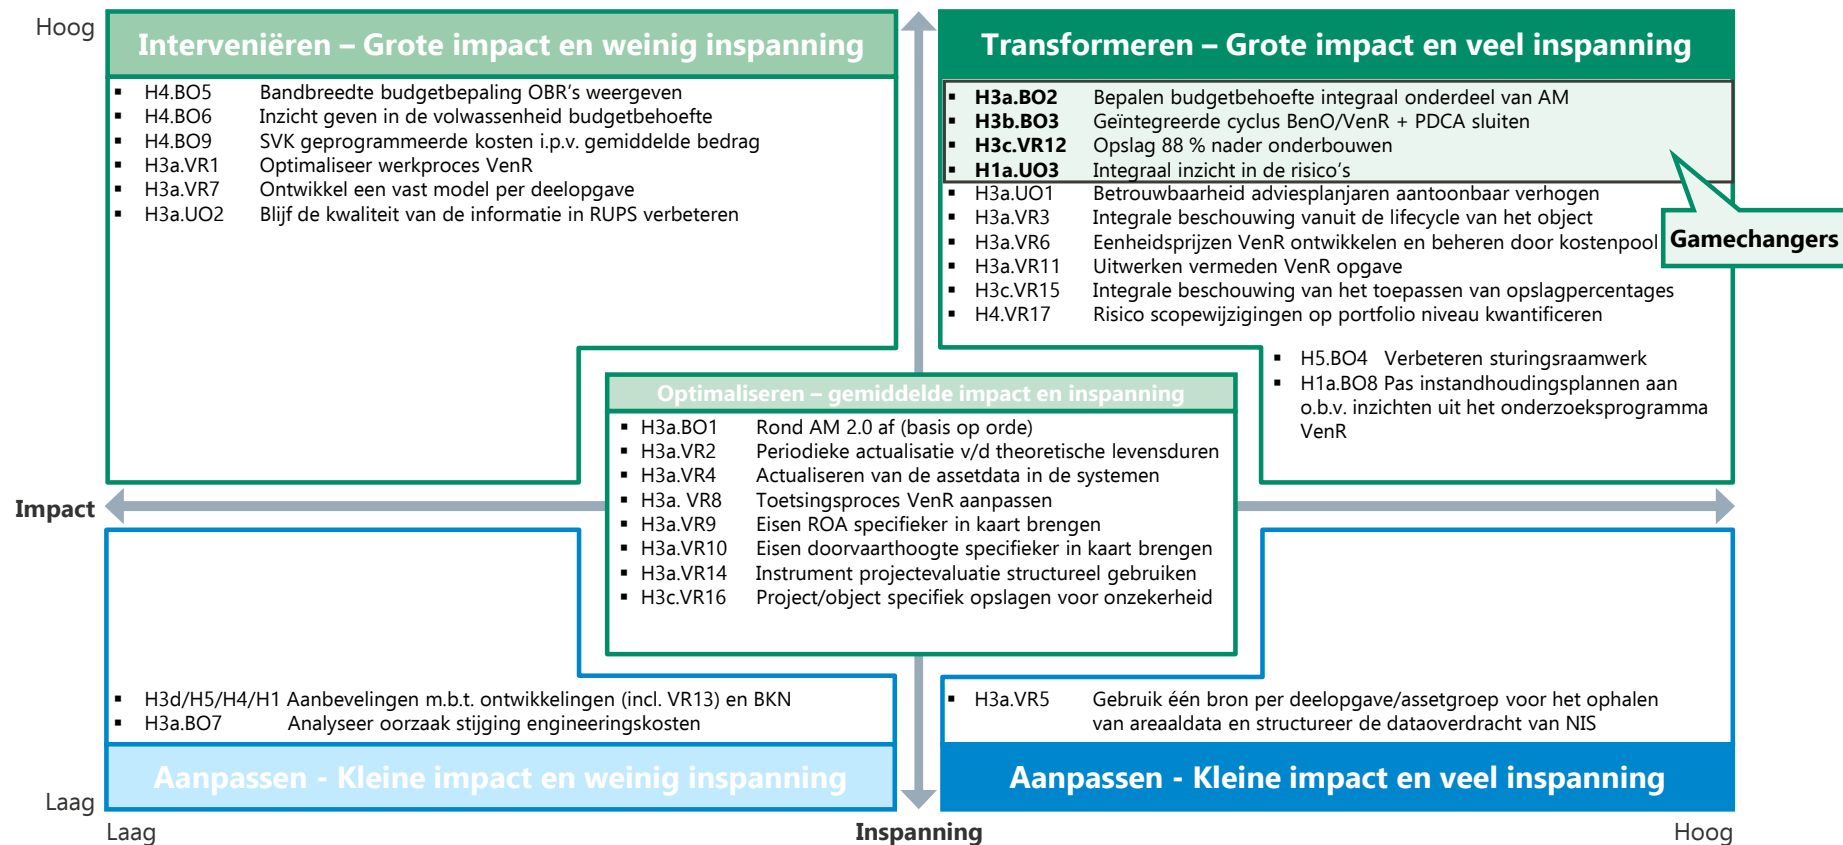 Hoog
Interveniëren – Grote impact en weinig inspanning
▪ H4.BO5 Bandbreedte budgetbepaling OBR's weergeven
▪ H4.BO6 Inzicht geven in de volwassenheid budgetbehoefte
▪ H4.BO9 SVK geprogrammeerde kosten i.p.v. gemiddelde bedrag
▪ H3a.VR1 Optimaliseer werkproces VenR
▪ H3a.VR7 Ontwikkel een vast model per deelopgave
▪ H3a.UO2 Blijf de kwaliteit van de informatie in RUPS verbeteren
Transformeren – Grote impact en veel inspanning
▪ H3a.BO2 Bepalen budgetbehoefte integraal onderdeel van AM
▪ H3b.BO3 Geïntegreerde cyclus BenO/VenR + PDCA sluiten
▪ H3c.VR12 Opslag 88 % nader onderbouwen
▪ H1a.UO3 Integraal inzicht in de risico's
▪ H3a.UO1 Betrouwbaarheid adviesplanjaren aantoonbaar verhogen
▪ H3a.VR3 Integrale beschouwing vanuit de lifecycle van het object
▪ H3a.VR6 Eenheidsprijzen VenR ontwikkelen en beheren door kostenpool
▪ H3a.VR11 Uitwerken vermeden VenR opgave
▪ H3c.VR15 Integrale beschouwing van het toepassen van opslagpercentages
▪ H4.VR17 Risico scopewijzigingen op portfolio niveau kwantificeren
▪ H5.BO4 Verbeteren sturingsraamwerk
▪ H1a.BO8 Pas instandhoudingsplannen aan
o.b.v. inzichten uit het onderzoeksprogramma
VenR
Gamechangers
Optimaliseren – gemiddelde impact en inspanning
▪ H3a.BO1 Rond AM 2.0 af (basis op orde)
▪ H3a.VR2 Periodieke actualisatie v/d theoretische levensduren
▪ H3a.VR4 Actualiseren van de assetdata in de systemen
▪ H3a. VR8 Toetsingsproces VenR aanpassen
▪ H3a.VR9 Eisen ROA specifieker in kaart brengen
▪ H3a.VR10 Eisen doorvaarthoogte specifieker in kaart brengen
▪ H3a.VR14 Instrument projectevaluatie structureel gebruiken
▪ H3c.VR16 Project/object specifiek opslagen voor onzekerheid
Impact
▪ H3d/H5/H4/H1 Aanbevelingen m.b.t. ontwikkelingen (incl. VR13) en BKN
▪ H3a.BO7 Analyseer oorzaak stijging engineeringskosten
Aanpassen - Kleine impact en weinig inspanning
▪ H3a.VR5 Gebruik één bron per deelopgave/assetgroep voor het ophalen
van areaaldata en structureer de dataoverdracht van NIS
Aanpassen - Kleine impact en veel inspanning
Laag
Laag
Inspanning
Hoog